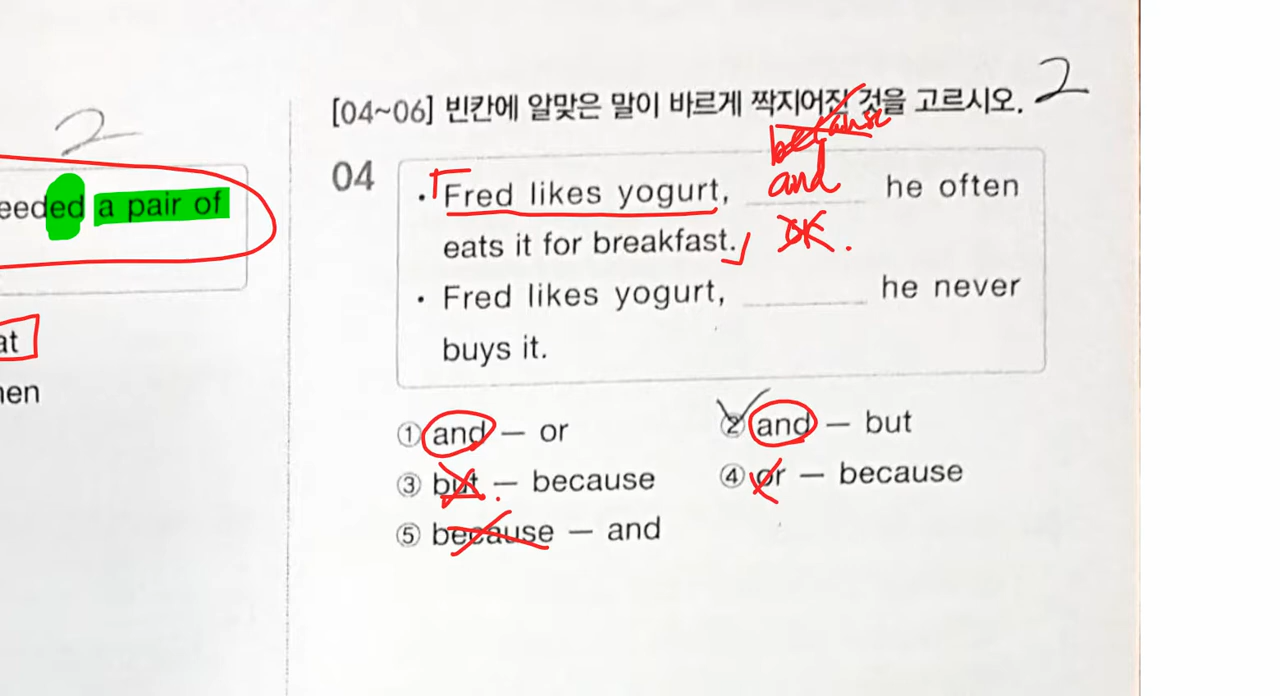 2
eeded a pair of
at
hen
[04~06] 빈칸에 알맞은 말이 바르게 짝지어진 것을 고르시오. 2
because
04
• Fred likes yogurt, and he often
OK.
eats it for breakfast.
• Fred likes yogurt, ________ he never
buys it.
① and – or ② and – but
③ but – because ④ or – because
⑤ because – and